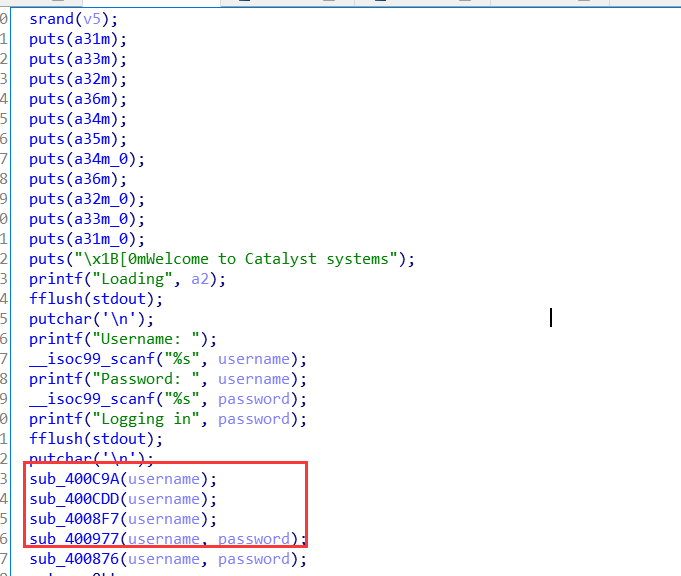 0 srand(v5);
1 puts(a31m);
2 puts(a33m);
3 puts(a32m);
4 puts(a36m);
5 puts(a34m);
6 puts(a35m);
7 puts(a34m_0);
8 puts(a36m);
9 puts(a32m_0);
0 puts(a33m_0);
1 puts(a31m_0);
2 puts("\x1B[0mWelcome to Catalyst systems");
3 printf("Loading", a2);
4 fflush(stdout);
5 putchar('\n');
6 printf("Username: ");
7 __isoc99_scanf("%s", username);
8 printf("Password: ", username);
9 __isoc99_scanf("%s", password);
0 printf("Logging in", password);
1 fflush(stdout);
2 putchar('\n');
3 sub_400C9A(username);
4 sub_400CDD(username);
5 sub_4008F7(username);
6 sub_400977(username, password);
7 sub_400876(username, password);